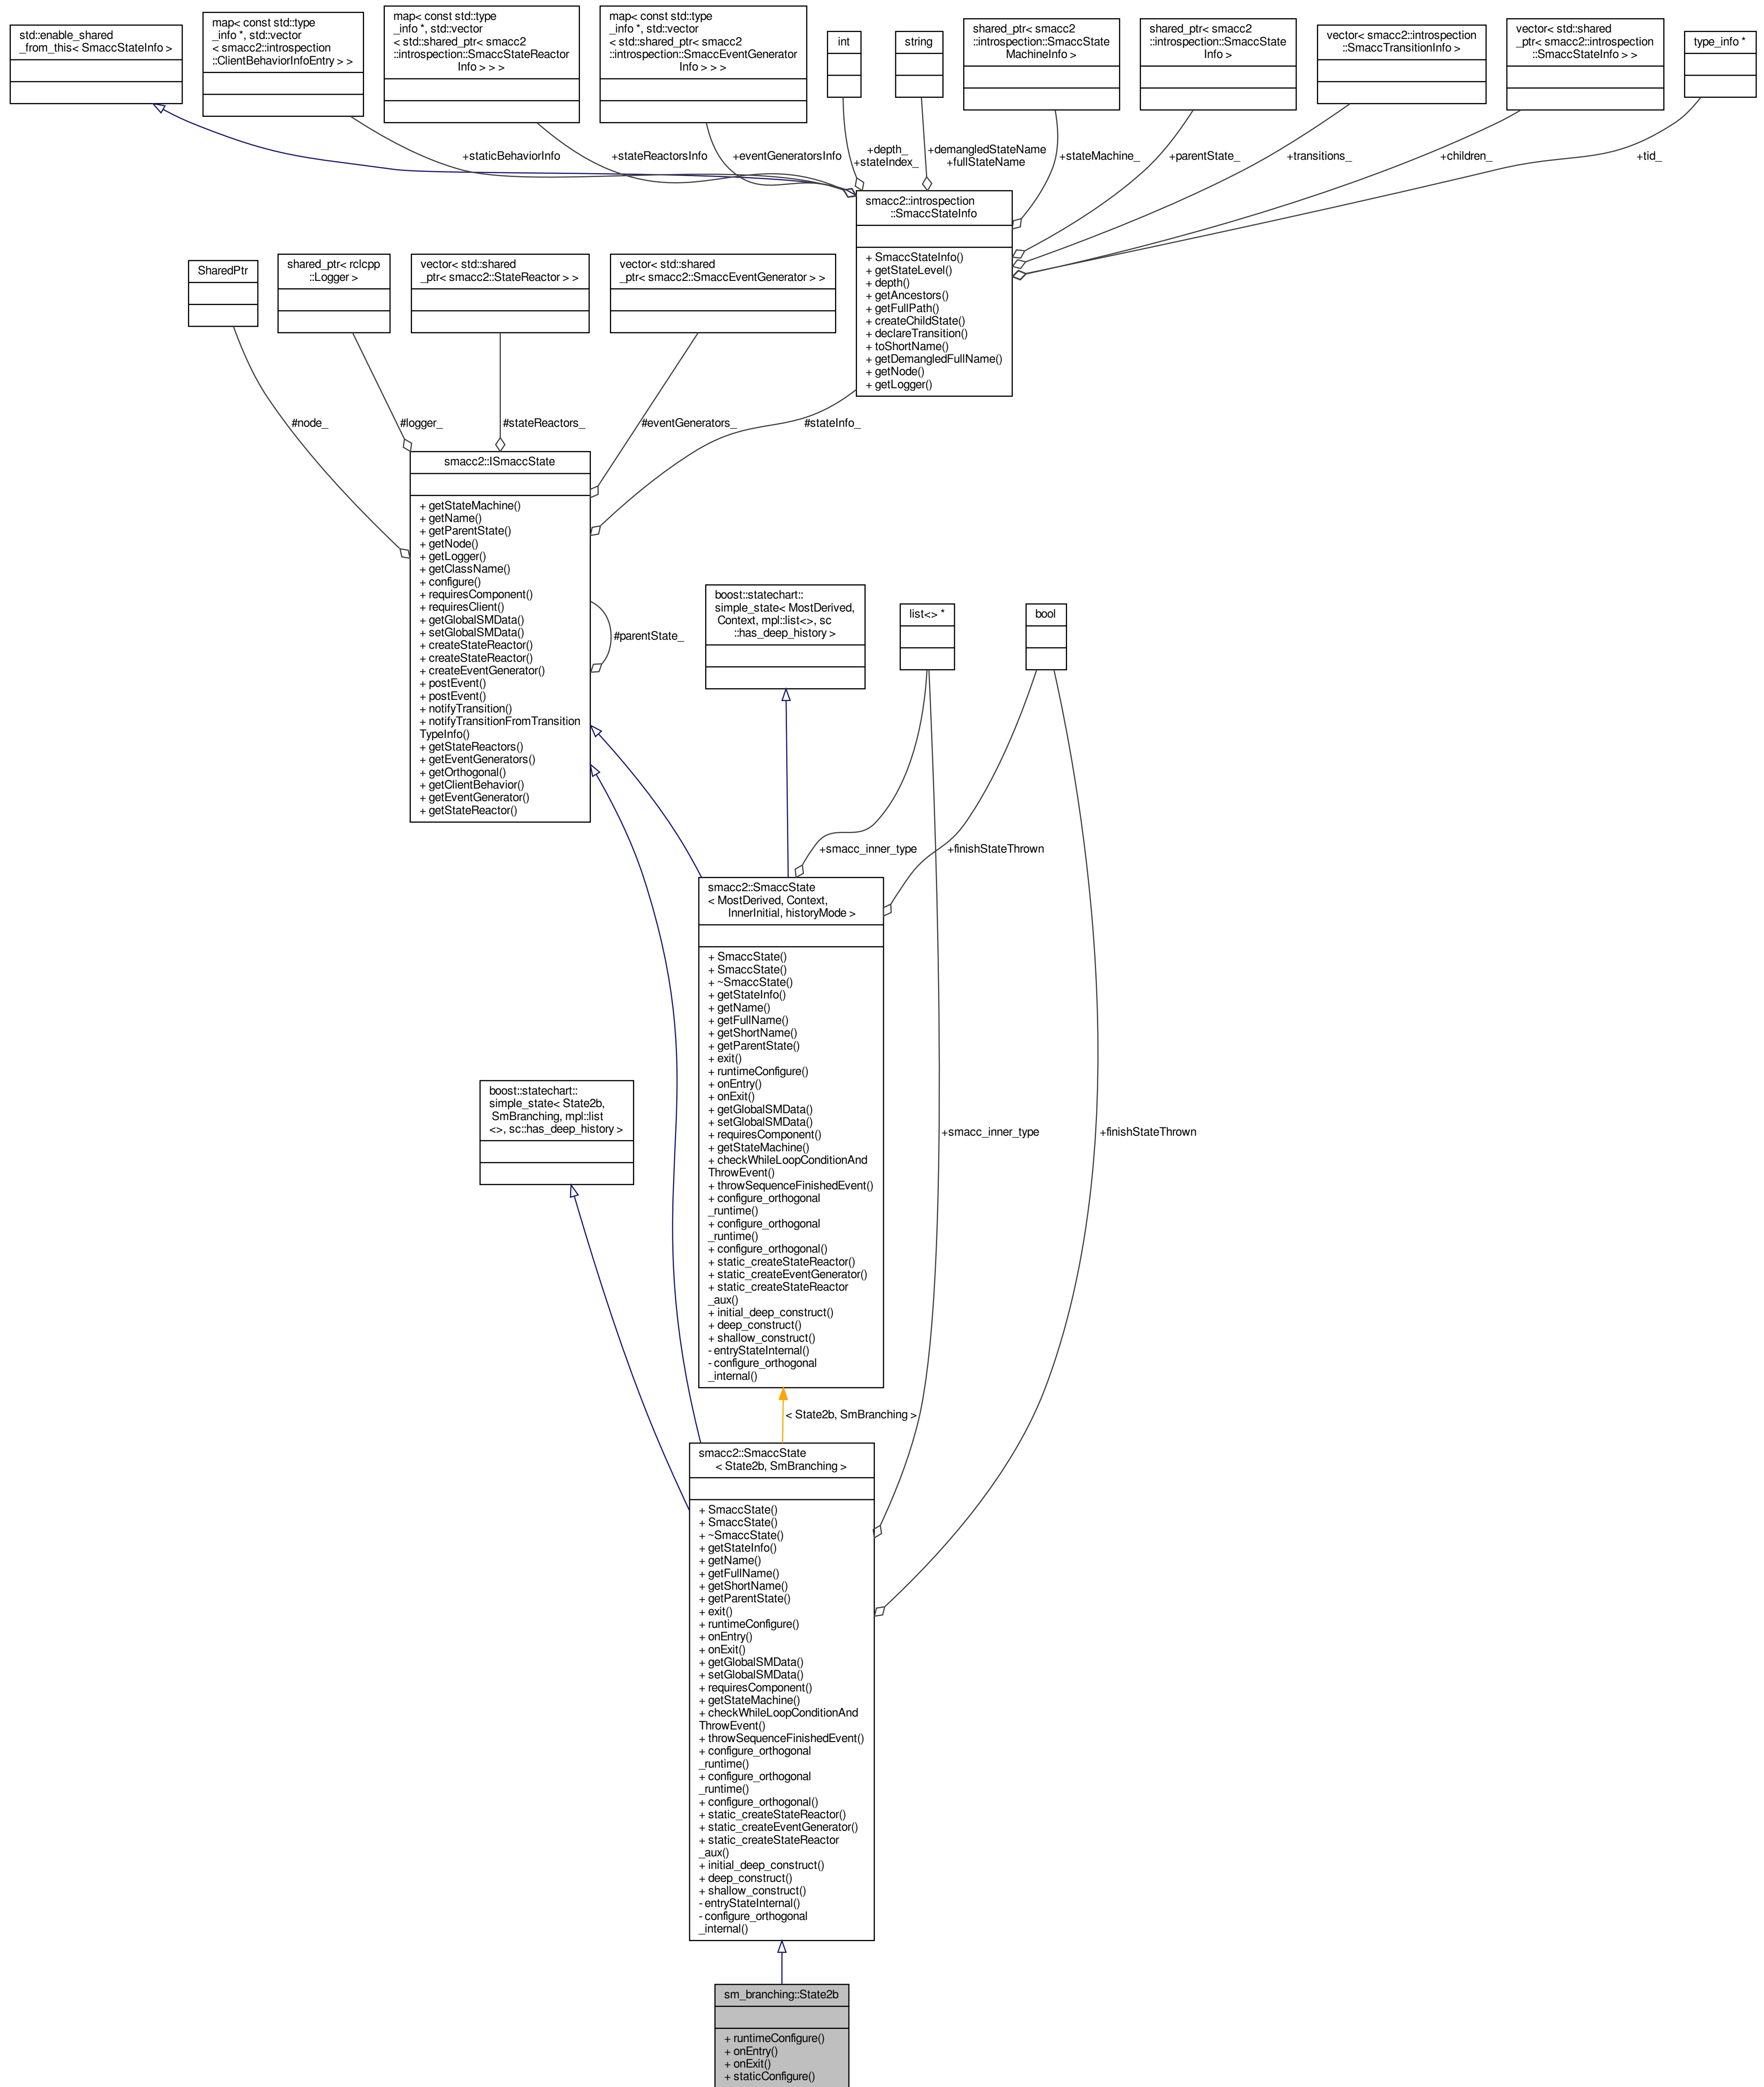 std::enable_shared
_from_this< SmaccStateInfo >
map< const std::type
_info *, std::vector
< smacc2::introspection
::ClientBehaviorInfoEntry > >
map< const std::type
_info *, std::vector
< std::shared_ptr< smacc2
::introspection::SmaccStateReactor
Info > > >
map< const std::type
_info *, std::vector
< std::shared_ptr< smacc2
::introspection::SmaccEventGenerator
Info > > >
int
string
shared_ptr< smacc2
::introspection::SmaccState
MachineInfo >
shared_ptr< smacc2
::introspection::SmaccState
Info >
vector< smacc2::introspection
::SmaccTransitionInfo >
vector< std::shared
_ptr< smacc2::introspection
::SmaccStateInfo > >
type_info *
+staticBehaviorInfo
+stateReactorsInfo
+eventGeneratorsInfo
+depth_
+stateIndex_
+demangledStateName
+fullStateName
+stateMachine_
+parentState_
+transitions_
+children_
+tid_
smacc2::introspection
::SmaccStateInfo
+ SmaccStateInfo()
+ getStateLevel()
+ depth()
+ getAncestors()
+ getFullPath()
+ createChildState()
+ declareTransition()
+ toShortName()
+ getDemangledFullName()
+ getNode()
+ getLogger()
SharedPtr
shared_ptr< rclcpp
::Logger >
vector< std::shared
_ptr< smacc2::StateReactor > >
vector< std::shared
_ptr< smacc2::SmaccEventGenerator > >
#node_
#logger_
#stateReactors_
#eventGenerators_
#stateInfo_
smacc2::ISmaccState
+ getStateMachine()
+ getName()
+ getParentState()
+ getNode()
+ getLogger()
+ getClassName()
+ configure()
+ requiresComponent()
+ requiresClient()
+ getGlobalSMData()
+ setGlobalSMData()
+ createStateReactor()
+ createStateReactor()
+ createEventGenerator()
+ postEvent()
+ postEvent()
+ notifyTransition()
+ notifyTransitionFromTransition
TypeInfo()
+ getStateReactors()
+ getEventGenerators()
+ getOrthogonal()
+ getClientBehavior()
+ getEventGenerator()
+ getStateReactor()
#parentState_
boost::statechart::
simple_state< MostDerived,
Context, mpl::list<>, sc
::has_deep_history >
list<> *
bool
+smacc_inner_type
+finishStateThrown
smacc2::SmaccState
< MostDerived, Context,
InnerInitial, historyMode >
+ SmaccState()
+ SmaccState()
+ ~SmaccState()
+ getStateInfo()
+ getName()
+ getFullName()
+ getShortName()
+ getParentState()
+ exit()
+ runtimeConfigure()
+ onEntry()
+ onExit()
+ getGlobalSMData()
+ setGlobalSMData()
+ requiresComponent()
+ getStateMachine()
+ checkWhileLoopConditionAnd
ThrowEvent()
+ throwSequenceFinishedEvent()
+ configure_orthogonal
_runtime()
+ configure_orthogonal
_runtime()
+ configure_orthogonal()
+ static_createStateReactor()
+ static_createEventGenerator()
+ static_createStateReactor
_aux()
+ initial_deep_construct()
+ deep_construct()
+ shallow_construct()
- entryStateInternal()
- configure_orthogonal
_internal()
boost::statechart::
simple_state< State2b,
SmBranching, mpl::list
<>, sc::has_deep_history >
+smacc_inner_type
+finishStateThrown
< State2b, SmBranching >
smacc2::SmaccState
< State2b, SmBranching >
+ SmaccState()
+ SmaccState()
+ ~SmaccState()
+ getStateInfo()
+ getName()
+ getFullName()
+ getShortName()
+ getParentState()
+ exit()
+ runtimeConfigure()
+ onEntry()
+ onExit()
+ getGlobalSMData()
+ setGlobalSMData()
+ requiresComponent()
+ getStateMachine()
+ checkWhileLoopConditionAnd
ThrowEvent()
+ throwSequenceFinishedEvent()
+ configure_orthogonal
_runtime()
+ configure_orthogonal
_runtime()
+ configure_orthogonal()
+ static_createStateReactor()
+ static_createEventGenerator()
+ static_createStateReactor
_aux()
+ initial_deep_construct()
+ deep_construct()
+ shallow_construct()
- entryStateInternal()
- configure_orthogonal
_internal()
sm_branching::State2b
+ runtimeConfigure()
+ onEntry()
+ onExit()
+ staticConfigure()